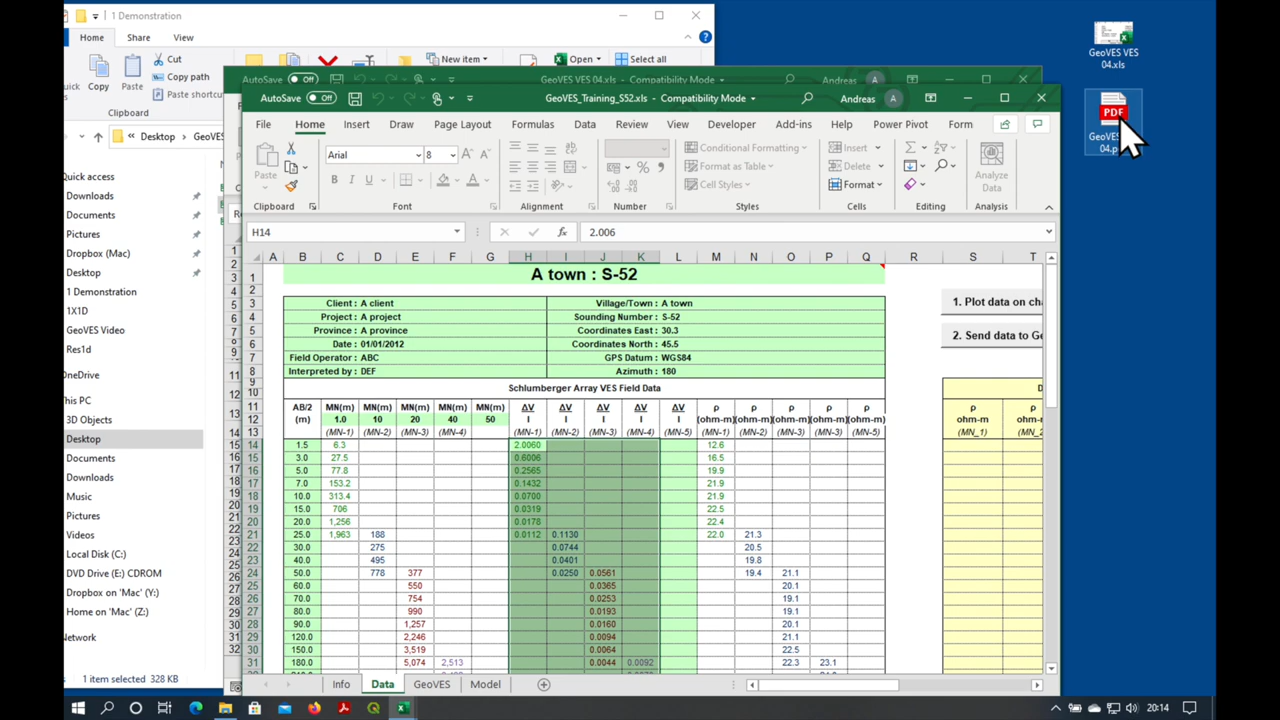 1 Demonstration
Home Share View
Cut
Copy path
Copy
Paste
Clipboard
New item
Open
Select all
Desktop
Downloads
Documents
Pictures
Dropbox (Mac)
Desktop
1 Demonstration
1X1D
GeoVES Video
Res1d
OneDrive
This PC
3D Objects
Desktop
Documents
Downloads
Music
Pictures
Videos
Local Disk (C:)
DVD Drive (E:) CDROM
Dropbox on 'Mac' (Y:)
Home on 'Mac' (Z:)
Network
1 item selected 328 KB
GeoVES VES
04.xls
PDF
AutoSave Off GeoVES VES 04.xls - Compatibility Mode Andreas A
AutoSave Off GeoVES_Training_S52.xls - Compatibility Mode Andreas A
File Home Insert Draw Page Layout Formulas Data Review View Developer Add-ins Help Power Pivot Form
Paste
Arial 8
B I U
Conditional Formatting
Format as Table
Cell Styles
Insert
Delete
Format
Analyze
Data
Clipboard Font Alignment Number Styles Cells Editing Analysis
H14 fx 2.006
A B C D E F G H I J K L M N O P Q R S T
A town : S-52
Client : A client Village/Town : A town
Project : A project Sounding Number : S-52
Province : A province Coordinates East : 30.3
Date : 01/01/2012 Coordinates North : 45.5
Field Operator : ABC GPS Datum : WGS84
Interpreted by : DEF Azimuth : 180
Schlumberger Array VES Field Data
1. Plot data on
2. Send data to
AB/2 MN(m) MN(m) MN(m) MN(m) MN(m) ΔV ΔV ΔV ΔV ΔV ρ ρ ρ ρ ρ ρ ρ
(m) 1.0 10 20 40 50 I I I I I (ohm-m) (ohm-m) (ohm-m) (ohm-m) (ohm-m) ohm-m ohm-m
(MN-1) (MN-2) (MN-3) (MN-4) (MN-1) (MN-2) (MN-3) (MN-4) (MN-5) (MN-1) (MN-2) (MN-3) (MN-4) (MN-5) (MN_1) (MN_2
1.5 6.3 2.0060 12.6
3.0 27.5 0.6006 16.5
5.0 77.8 0.2565 19.9
7.0 153.2 0.1432 21.9
10.0 313.4 0.0700 21.9
15.0 706 0.0319 22.5
20.0 1,256 0.0178 22.4
25.0 1,963 188 0.0112 0.1130 22.0 21.3
30.0 275 0.0744 20.5
40.0 495 0.0401 19.8
50.0 778 377 0.0250 0.0561 19.4 21.1
60.0 550 0.0365 20.1
70.0 754 0.0253 19.1
80.0 990 0.0193 19.1
90.0 1,257 0.0160 20.1
120.0 2,246 0.0094 21.1
150.0 3,519 0.0064 22.5
180.0 5,074 2,513 0.0044 0.0092 22.3 23.1
Info Data GeoVES Model
20:14